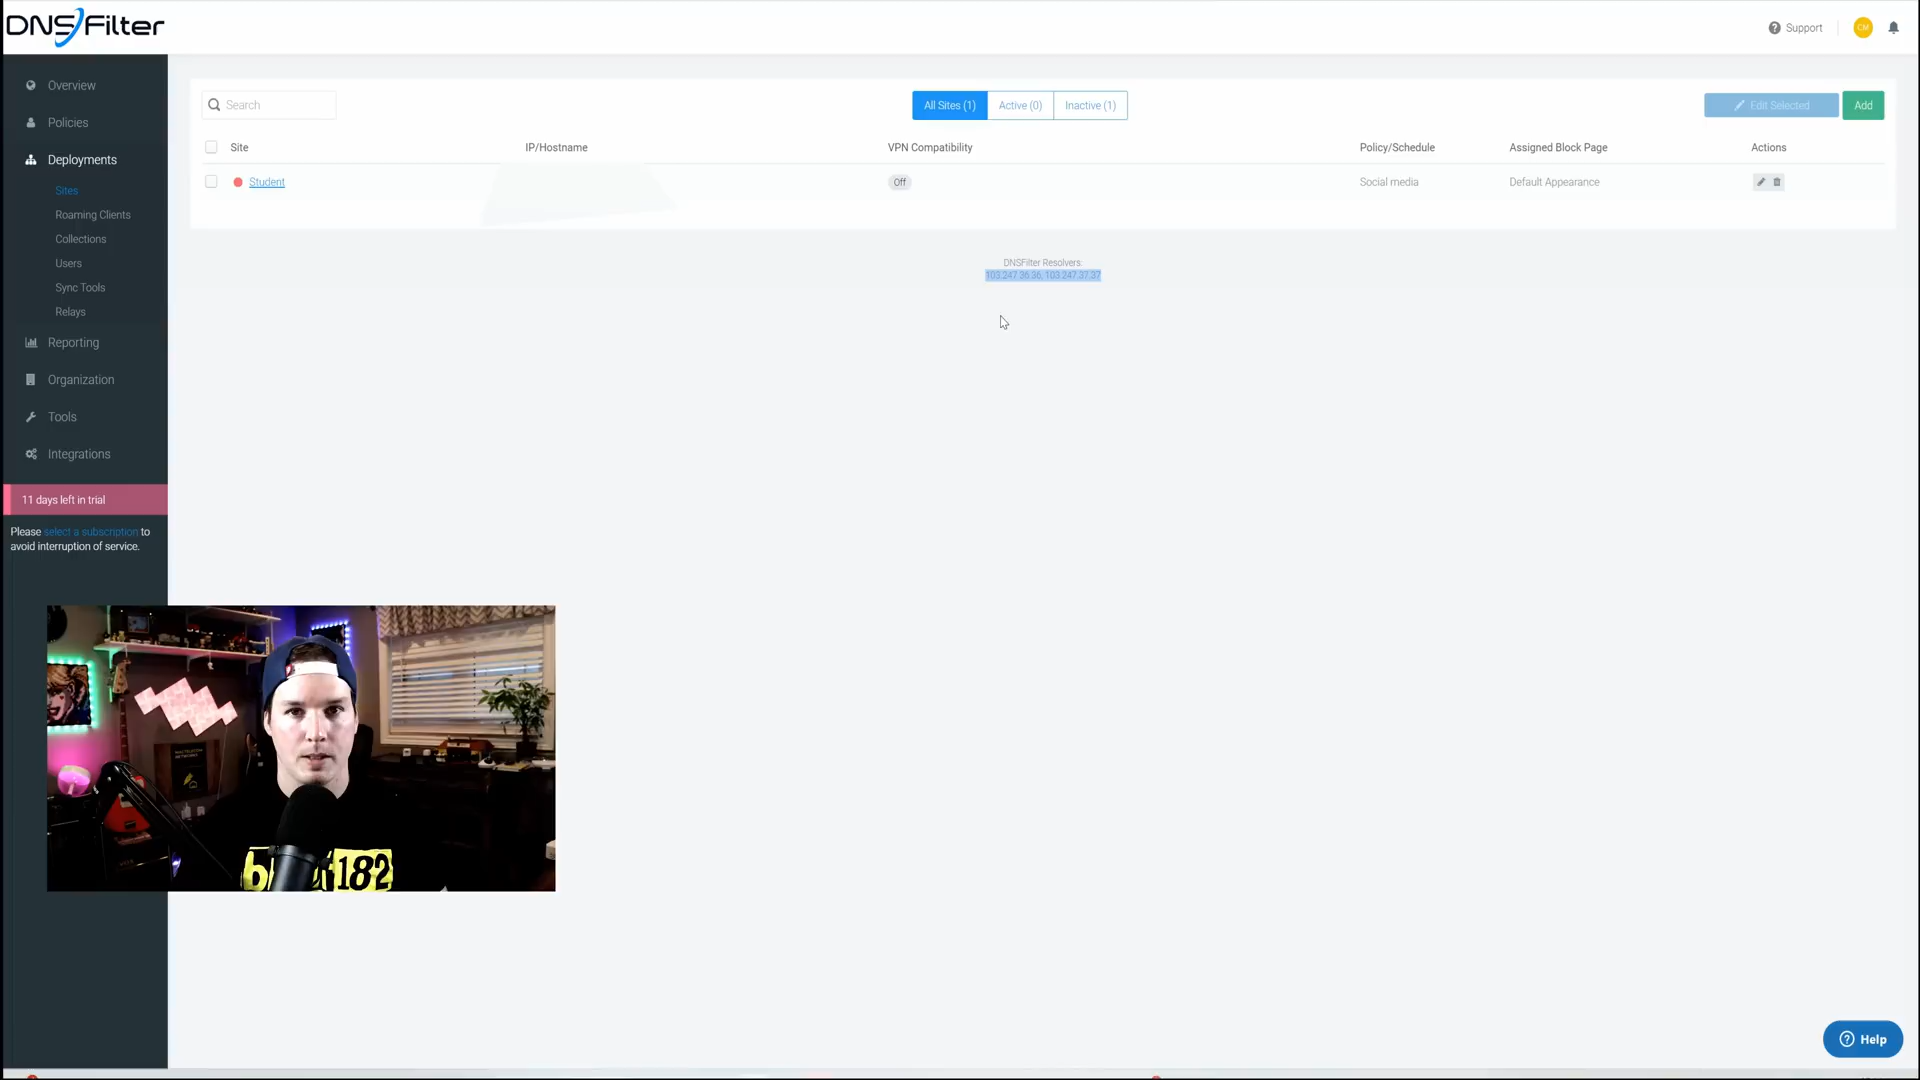 DNSFilter
Support
CM
Overview
Policies
Deployments
Sites
Roaming Clients
Collections
Users
Sync Tools
Relays
Reporting
Organization
Tools
Integrations
11 days left in trial
Please select a subscription to
avoid interruption of service.
Search
All Sites (1) Active (0) Inactive (1)
Edit Selected Add
Site IP/Hostname VPN Compatibility Policy/Schedule Assigned Block Page Actions
Student Off Social media Default Appearance
DNSFilter Resolvers:
103.247.36.36, 103.247.37.37
182
Help